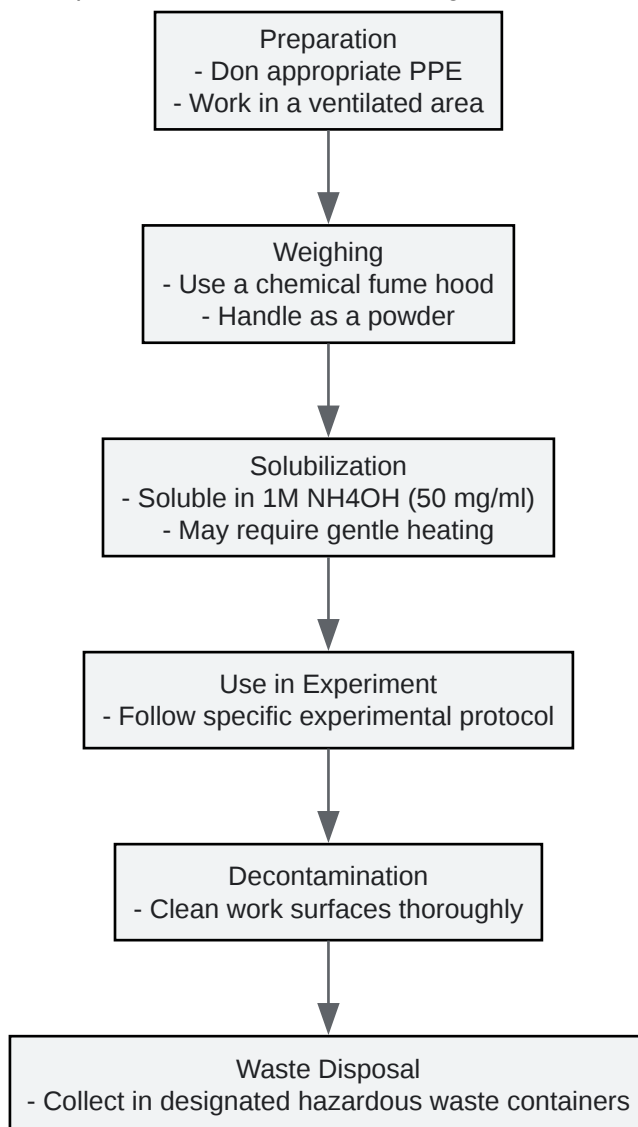 Preparation
- Don appropriate PPE
- Work in a ventilated area
Weighing
- Use a chemical fume hood
- Handle as a powder
Solubilization
- Soluble in 1M NH4OH (50 mg/ml)
- May require gentle heating
Use in Experiment
- Follow specific experimental protocol
Decontamination
- Clean work surfaces thoroughly
Waste Disposal
- Collect in designated hazardous waste containers